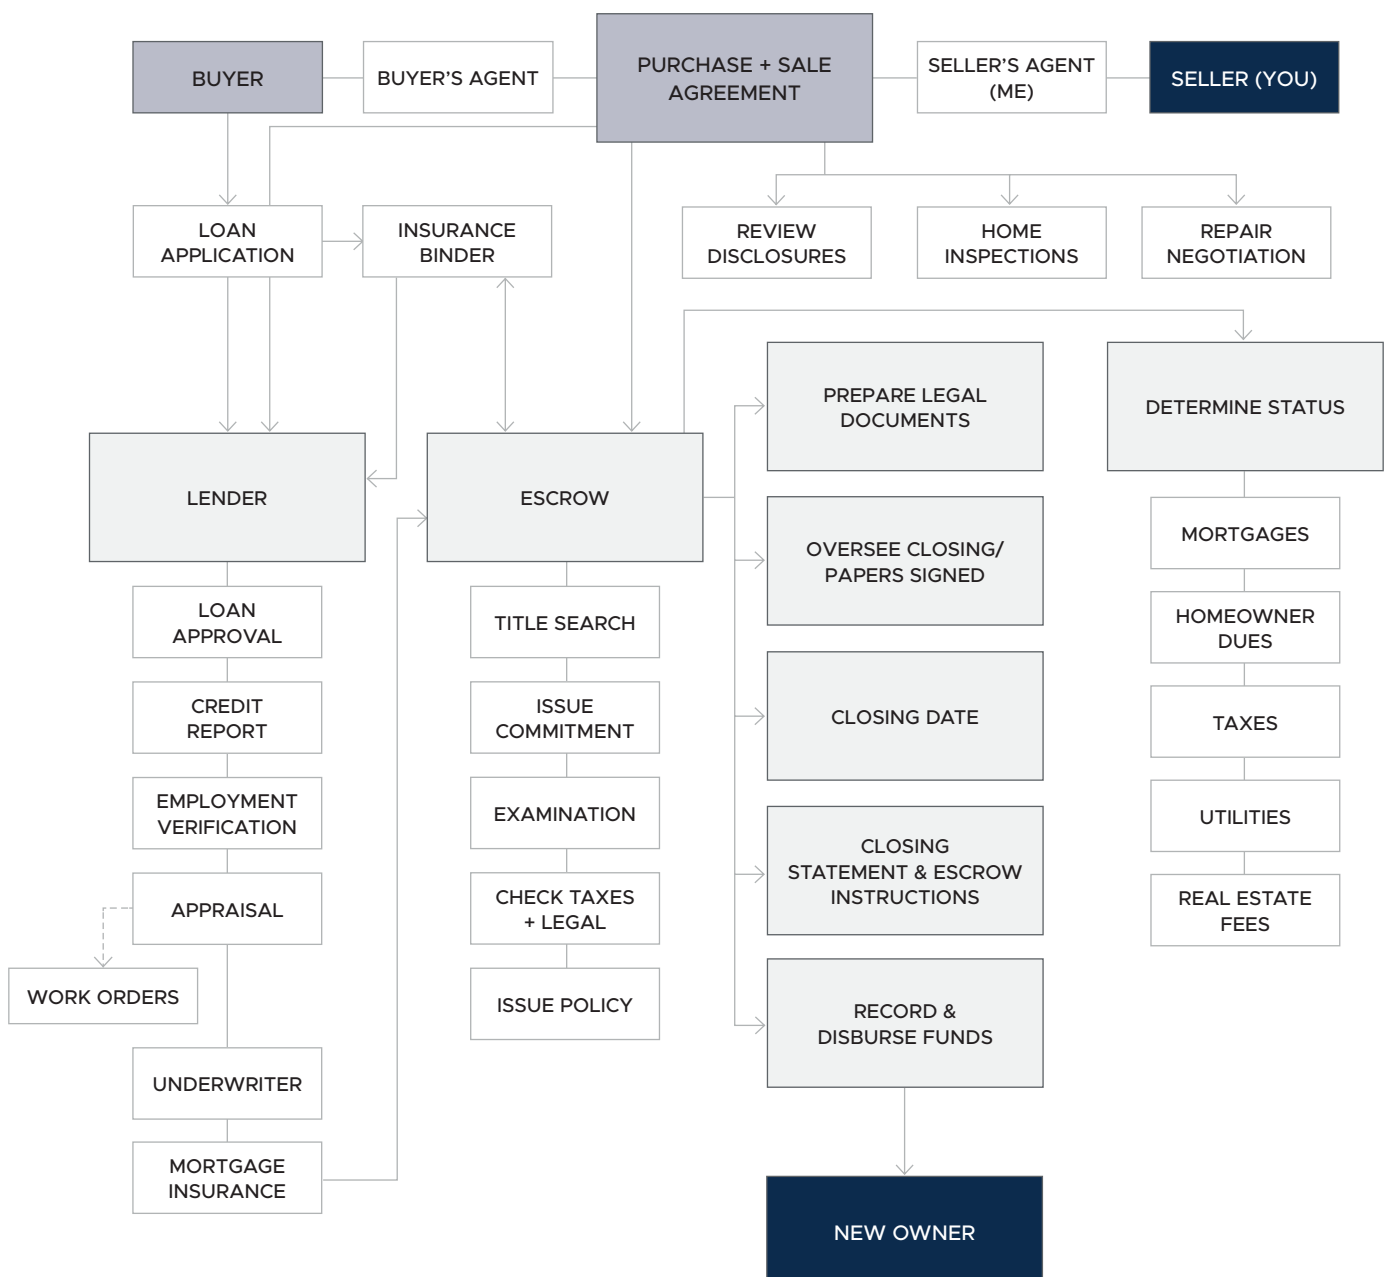 BUYER
BUYER'S AGENT
PURCHASE + SALE
AGREEMENT
SELLER'S AGENT
(ME)
SELLER (YOU)
LOAN
APPLICATION
INSURANCE
BINDER
REVIEW
DISCLOSURES
HOME
INSPECTIONS
REPAIR
NEGOTIATION
LENDER
LOAN
APPROVAL
CREDIT
REPORT
EMPLOYMENT
VERIFICATION
APPRAISAL
WORK ORDERS
UNDERWRITER
MORTGAGE
INSURANCE
ESCROW
TITLE SEARCH
ISSUE
COMMITMENT
EXAMINATION
CHECK TAXES
+ LEGAL
ISSUE POLICY
PREPARE LEGAL
DOCUMENTS
OVERSEE CLOSING/
PAPERS SIGNED
CLOSING DATE
CLOSING
STATEMENT & ESCROW
INSTRUCTIONS
RECORD &
DISBURSE FUNDS
NEW OWNER
DETERMINE STATUS
MORTGAGES
HOMEOWNER
DUES
TAXES
UTILITIES
REAL ESTATE
FEES